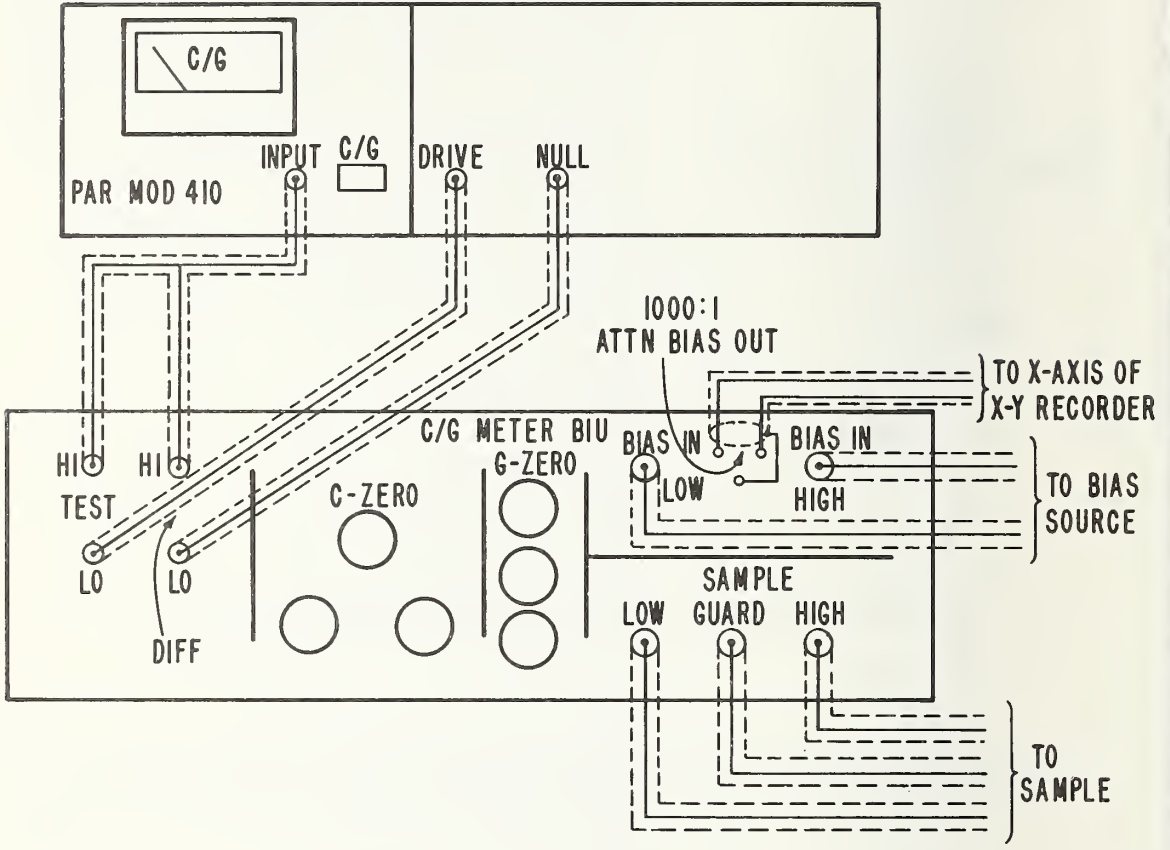 C/G
INPUT
C/G
DRIVE
NULL
PAR MOD 410
1000:1
ATTN BIAS OUT
TO X-AXIS OF
X-Y RECORDER
C/G METER BIU
BIAS IN
LOW
BIAS IN
HIGH
TO BIAS
SOURCE
HI
HI
TEST
LO
LO
DIFF
C-ZERO
G-ZERO
SAMPLE
LOW
GUARD
HIGH
TO
SAMPLE